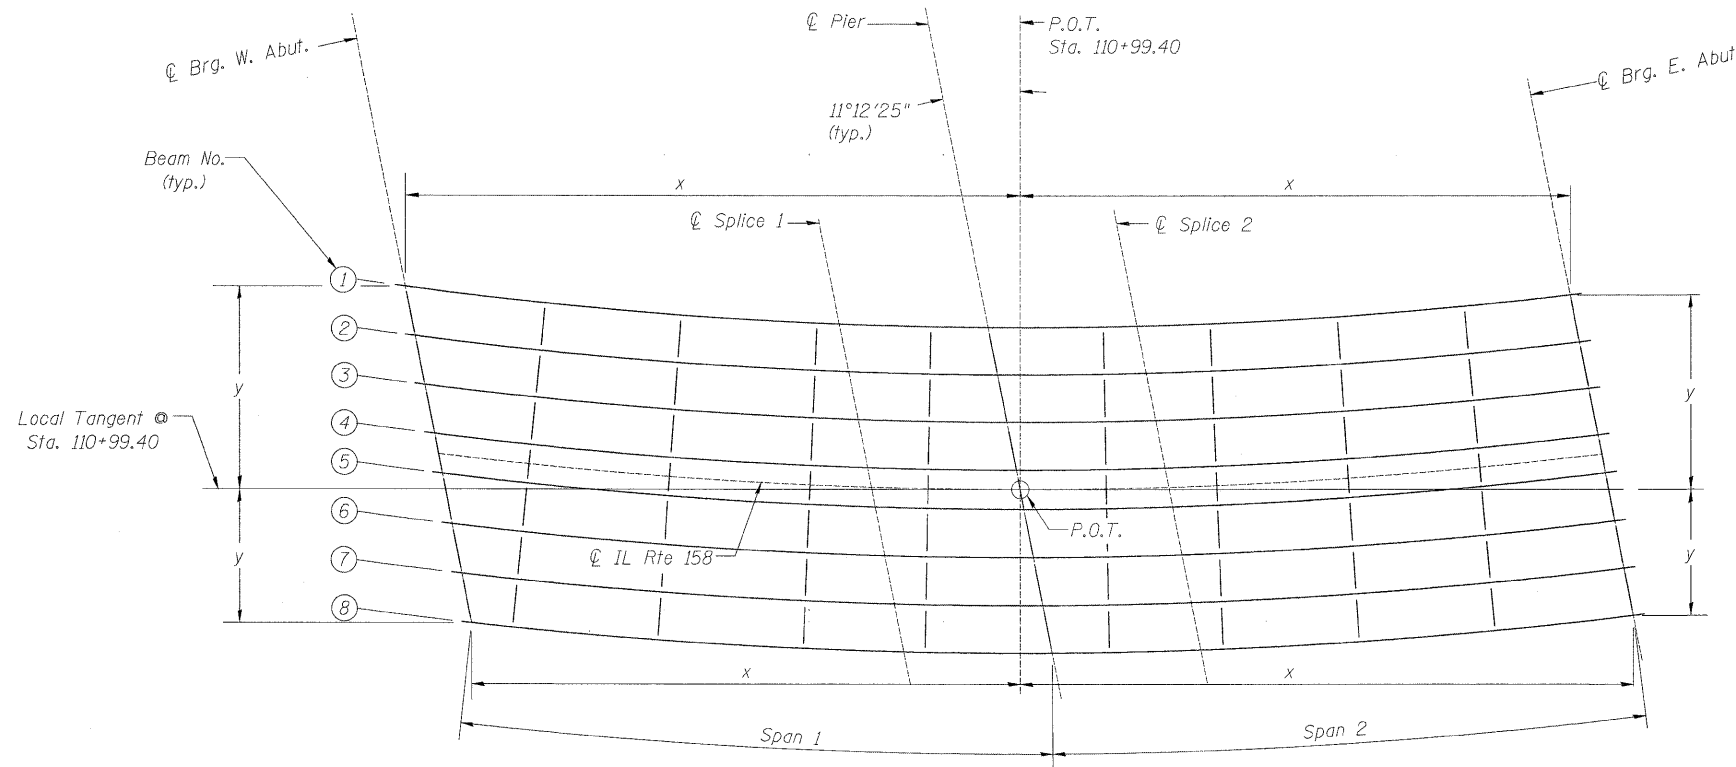 ℄ Pier
P.O.T.
Sta. 110+99.40
℄ Brg. W. Abut.
℄ Brg. E. Abut
11°12'25"
(typ.)
Beam No.
(typ.)
x
x
℄ Splice 1
℄ Splice 2
1
2
3
4
5
6
7
8
y
y
Local Tangent @
Sta. 110+99.40
y
y
P.O.T.
℄ IL Rte 158
x
x
Span 1
Span 2